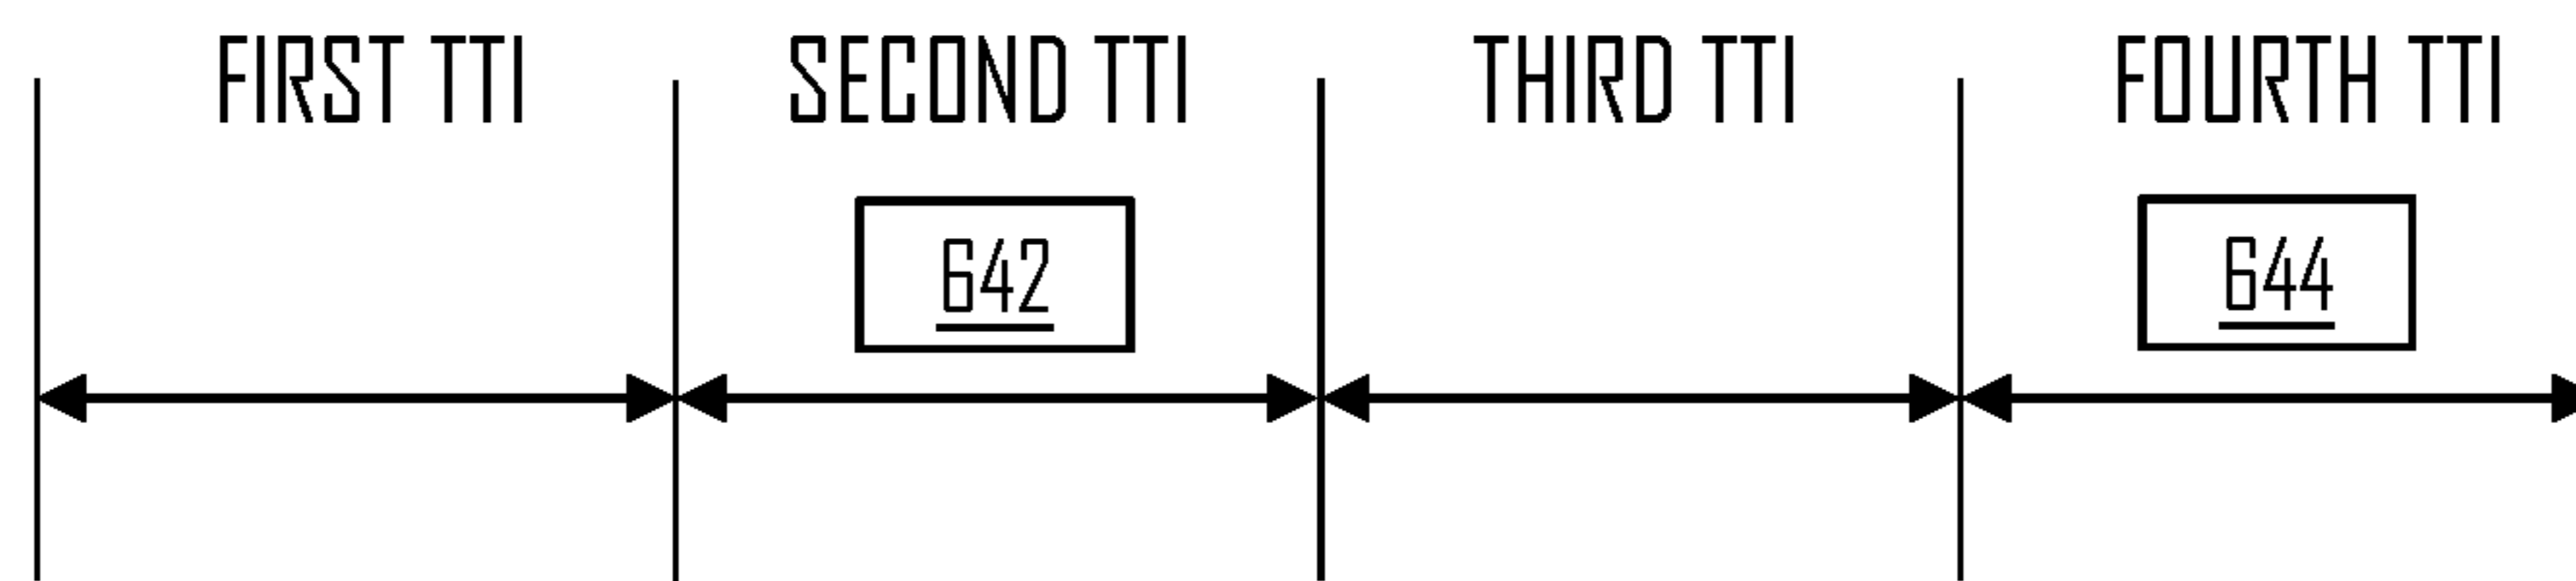 FIRST TTI SECOND TTI THIRD TTI FOURTH TTI
642 644